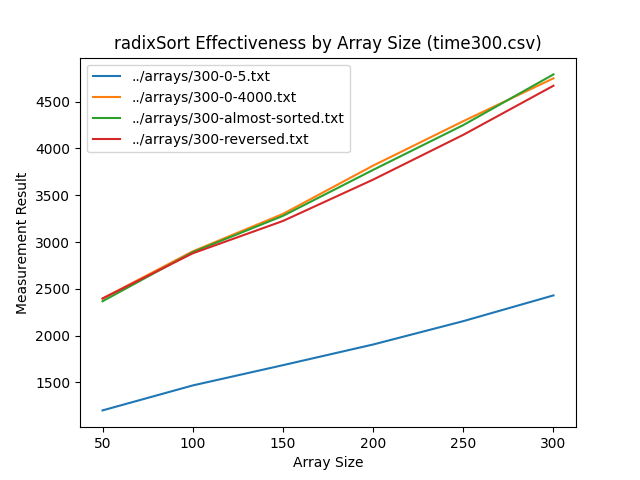 radixSort Effectiveness by Array Size (time300.csv)
../arrays/300-0-5.txt
../arrays/300-0-4000.txt
../arrays/300-almost-sorted.txt
../arrays/300-reversed.txt
Measurement Result
4500
4000
3500
3000
2500
2000
1500
50 100 150 200 250 300
Array Size